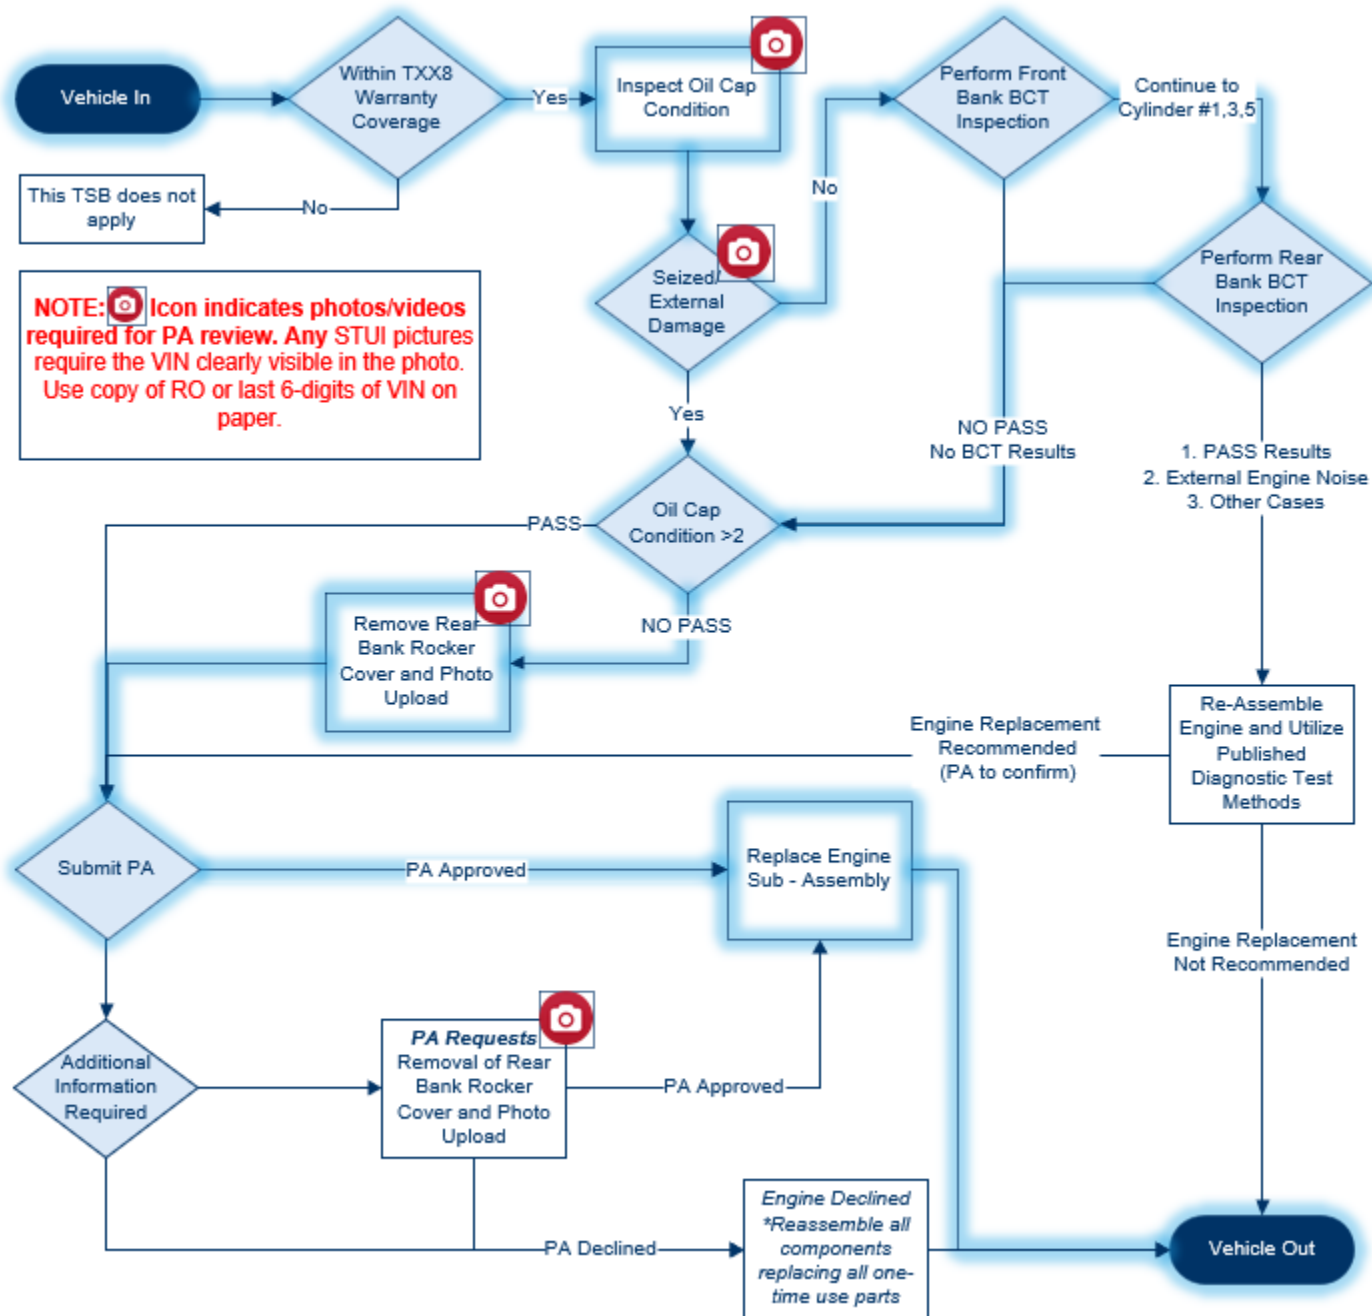 Vehicle In
Within TXX8
Warranty
Coverage
Yes
Inspect Oil Cap
Condition
Perform Front
Bank BCT
Inspection
Continue to
Cylinder #1,3,5
This TSB does not
apply
No
No
Seized/
External
Damage
Perform Rear
Bank BCT
Inspection
NOTE: Icon indicates photos/videos
required for PA review. Any STUI pictures
require the VIN clearly visible in the photo.
Use copy of RO or last 6-digits of VIN on
paper.
Yes
NO PASS
No BCT Results
1. PASS Results
2. External Engine Noise
3. Other Cases
PASS
Oil Cap
Condition >2
NO PASS
Remove Rear
Bank Rocker
Cover and Photo
Upload
Engine Replacement
Recommended
(PA to confirm)
Re-Assemble
Engine and Utilize
Published
Diagnostic Test
Methods
Submit PA
PA Approved
Replace Engine
Sub - Assembly
Engine Replacement
Not Recommended
Additional
Information
Required
PA Requests
Removal of Rear
Bank Rocker
Cover and Photo
Upload
PA Approved
PA Declined
Engine Declined
*Reassemble all
components
replacing all one-
time use parts
Vehicle Out